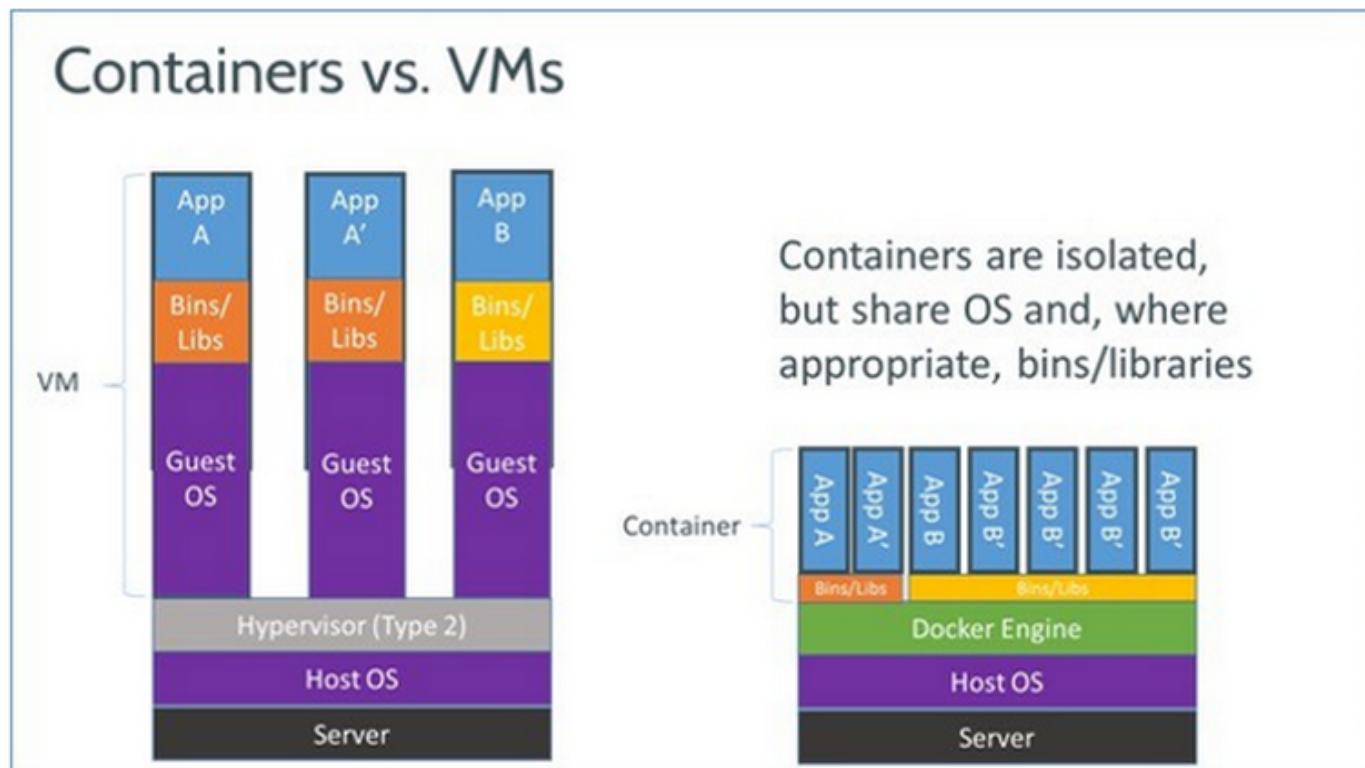 Containers vs. VMs
App
A
App
A′
App
B
Bins/
Libs
Bins/
Libs
Bins/
Libs
VM
Guest
OS
Guest
OS
Guest
OS
Hypervisor (Type 2)
Host OS
Server
Containers are isolated,
but share OS and, where
appropriate, bins/libraries
Container
App A
App A′
App B
App B′
App B′
App B′
App B′
Bins/Libs
Bins/Libs
Docker Engine
Host OS
Server